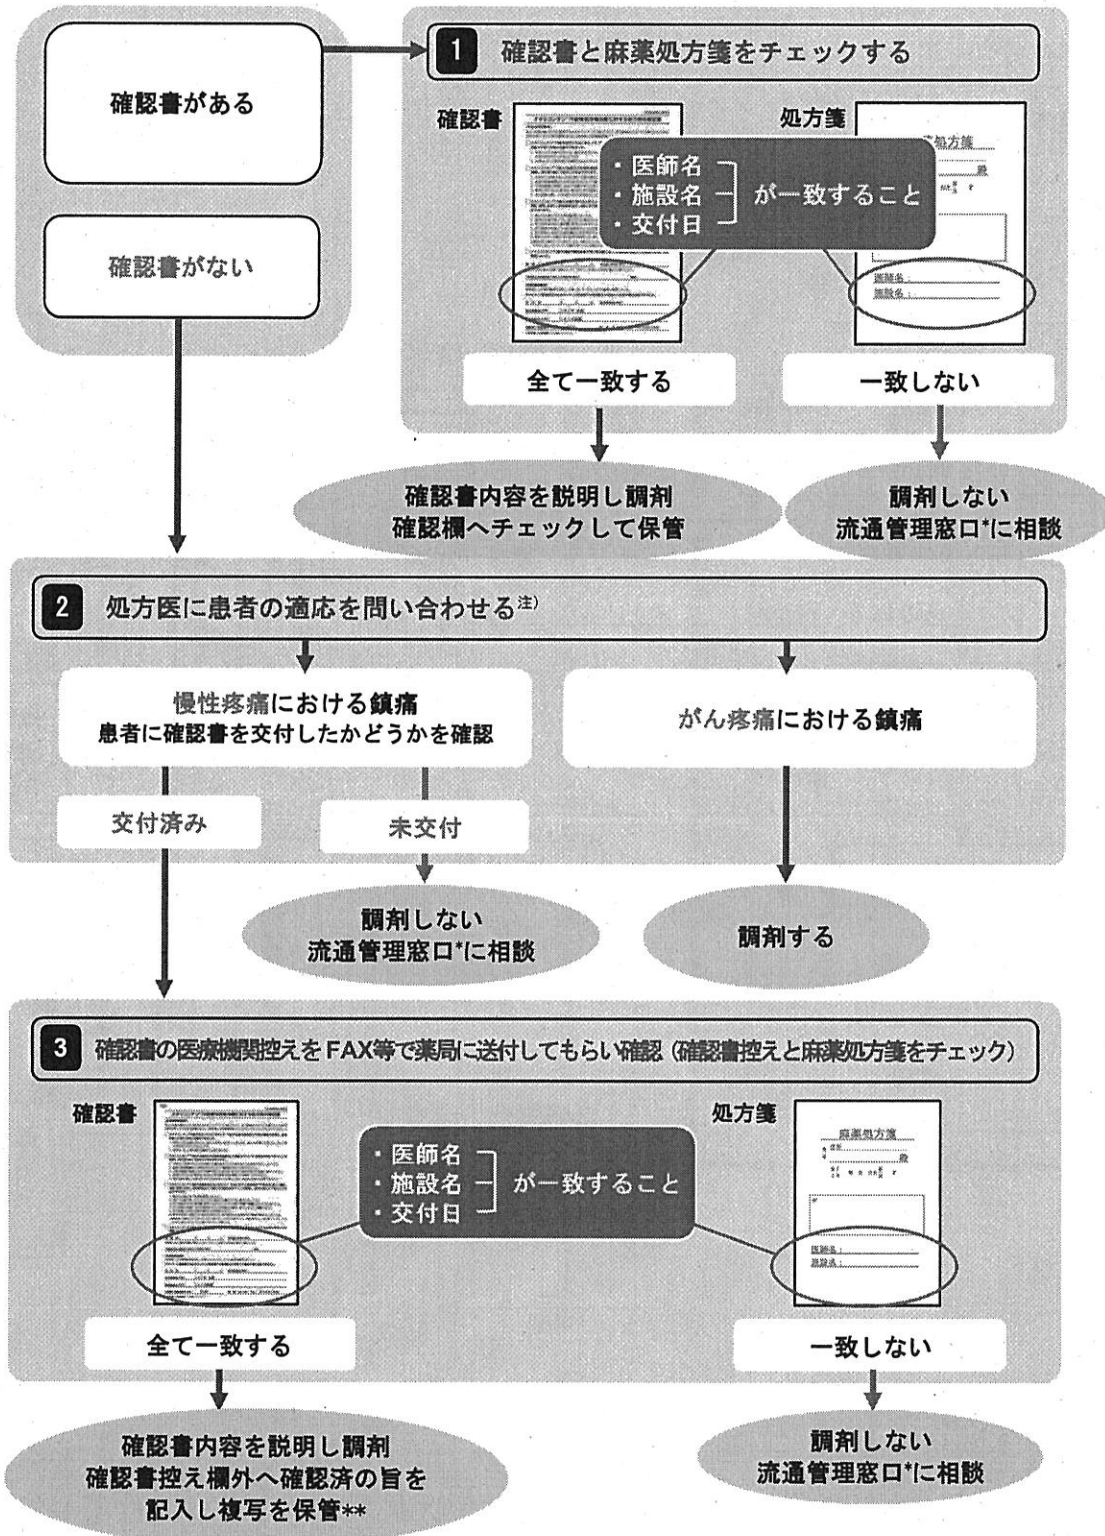 確認書がある
確認書がない
1 確認書と麻薬処方箋をチェックする
確認書
処方箋
・医師名
・施設名
・交付日
が一致すること
医師名：
施設名：
全て一致する
一致しない
確認書内容を説明し調剤
確認欄へチェックして保管
調剤しない
流通管理窓口*に相談
2 処方医に患者の適応を問い合わせる注）
慢性疼痛における鎮痛
患者に確認書を交付したかどうかを確認
がん疼痛における鎮痛
交付済み
未交付
調剤しない
流通管理窓口*に相談
調剤する
3 確認書の医療機関控えをFAX等で薬局に送付してもらい確認（確認書控えと麻薬処方箋をチェック）
確認書
処方箋
麻薬処方箋
殿
・医師名
・施設名
・交付日
が一致すること
医師名：
施設名：
全て一致する
一致しない
確認書内容を説明し調剤
確認書控え欄外へ確認済の旨を
記入し複写を保管**
調剤しない
流通管理窓口*に相談